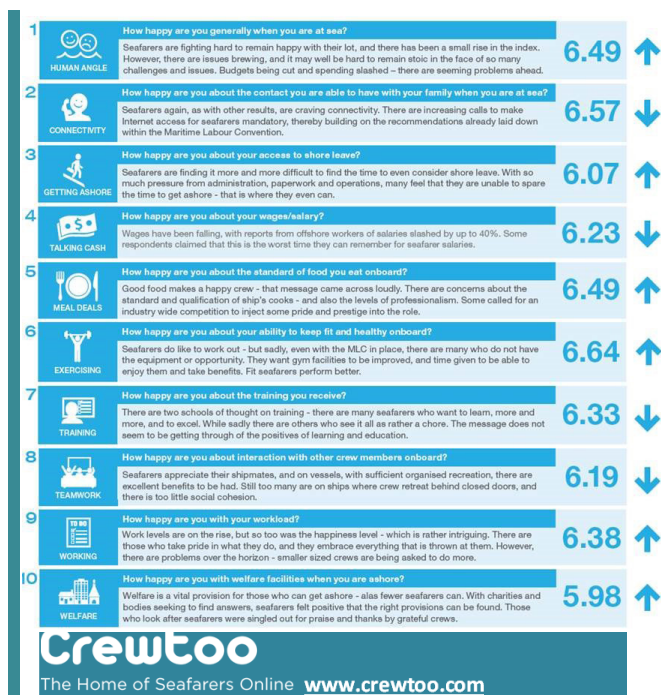 1
HUMAN ANGLE
How happy are you generally when you are at sea?
Seafarers are fighting hard to remain happy with their lot, and there has been a small rise in the index.
However, there are issues brewing, and it may well be hard to remain stoic in the face of so many
challenges and issues. Budgets being cut and spending slashed – there are seeming problems ahead.
6.49
2
CONNECTIVITY
How happy are you about the contact you are able to have with your family when you are at sea?
Seafarers again, as with other results, are craving connectivity. There are increasing calls to make
Internet access for seafarers mandatory, thereby building on the recommendations already laid down
within the Maritime Labour Convention.
6.57
3
GETTING ASHORE
How happy are you about your access to shore leave?
Seafarers are finding it more and more difficult to find the time to even consider shore leave. With so
much pressure from administration, paperwork and operations, many feel that they are unable to spare
the time to get ashore - that is where they even can.
6.07
4
TALKING CASH
How happy are you about your wages/salary?
Wages have been falling, with reports from offshore workers of salaries slashed by up to 40%. Some
respondents claimed that this is the worst time they can remember for seafarer salaries.
6.23
5
MEAL DEALS
How happy are you about the standard of food you eat onboard?
Good food makes a happy crew - that message came across loudly. There are concerns about the
standard and qualification of ship's cooks - and also the levels of professionalism. Some called for an
industry wide competition to inject some pride and prestige into the role.
6.49
6
EXERCISING
How happy are you about your ability to keep fit and healthy onboard?
Seafarers do like to work out - but sadly, even with the MLC in place, there are many who do not have
the equipment or opportunity. They want gym facilities to be improved, and time given to be able to
enjoy them and take benefits. Fit seafarers perform better.
6.64
7
TRAINING
How happy are you about the training you receive?
There are two schools of thought on training - there are many seafarers who want to learn, more and
more, and to excel. While sadly there are others who see it all as rather a chore. The message does not
seem to be getting through of the positives of learning and education.
6.33
8
TEAMWORK
How happy are you about interaction with other crew members onboard?
Seafarers appreciate their shipmates, and on vessels, with sufficient organised recreation, there are
excellent benefits to be had. Still too many are on ships where crew retreat behind closed doors, and
there is too little social cohesion.
6.19
9
TO DO
WORKING
How happy are you with your workload?
Work levels are on the rise, but so too was the happiness level - which is rather intriguing. There are
those who take pride in what they do, and they embrace everything that is thrown at them. However,
there are problems over the horizon - smaller sized crews are being asked to do more.
6.38
10
WELFARE
How happy are you with welfare facilities when you are ashore?
Welfare is a vital provision for those who can get ashore - alas fewer seafarers can. With charities and
bodies seeking to find answers, seafarers felt positive that the right provisions can be found. Those
who look after seafarers were singled out for praise and thanks by grateful crews.
5.98
Crewtoo
The Home of Seafarers Online www.crewtoo.com